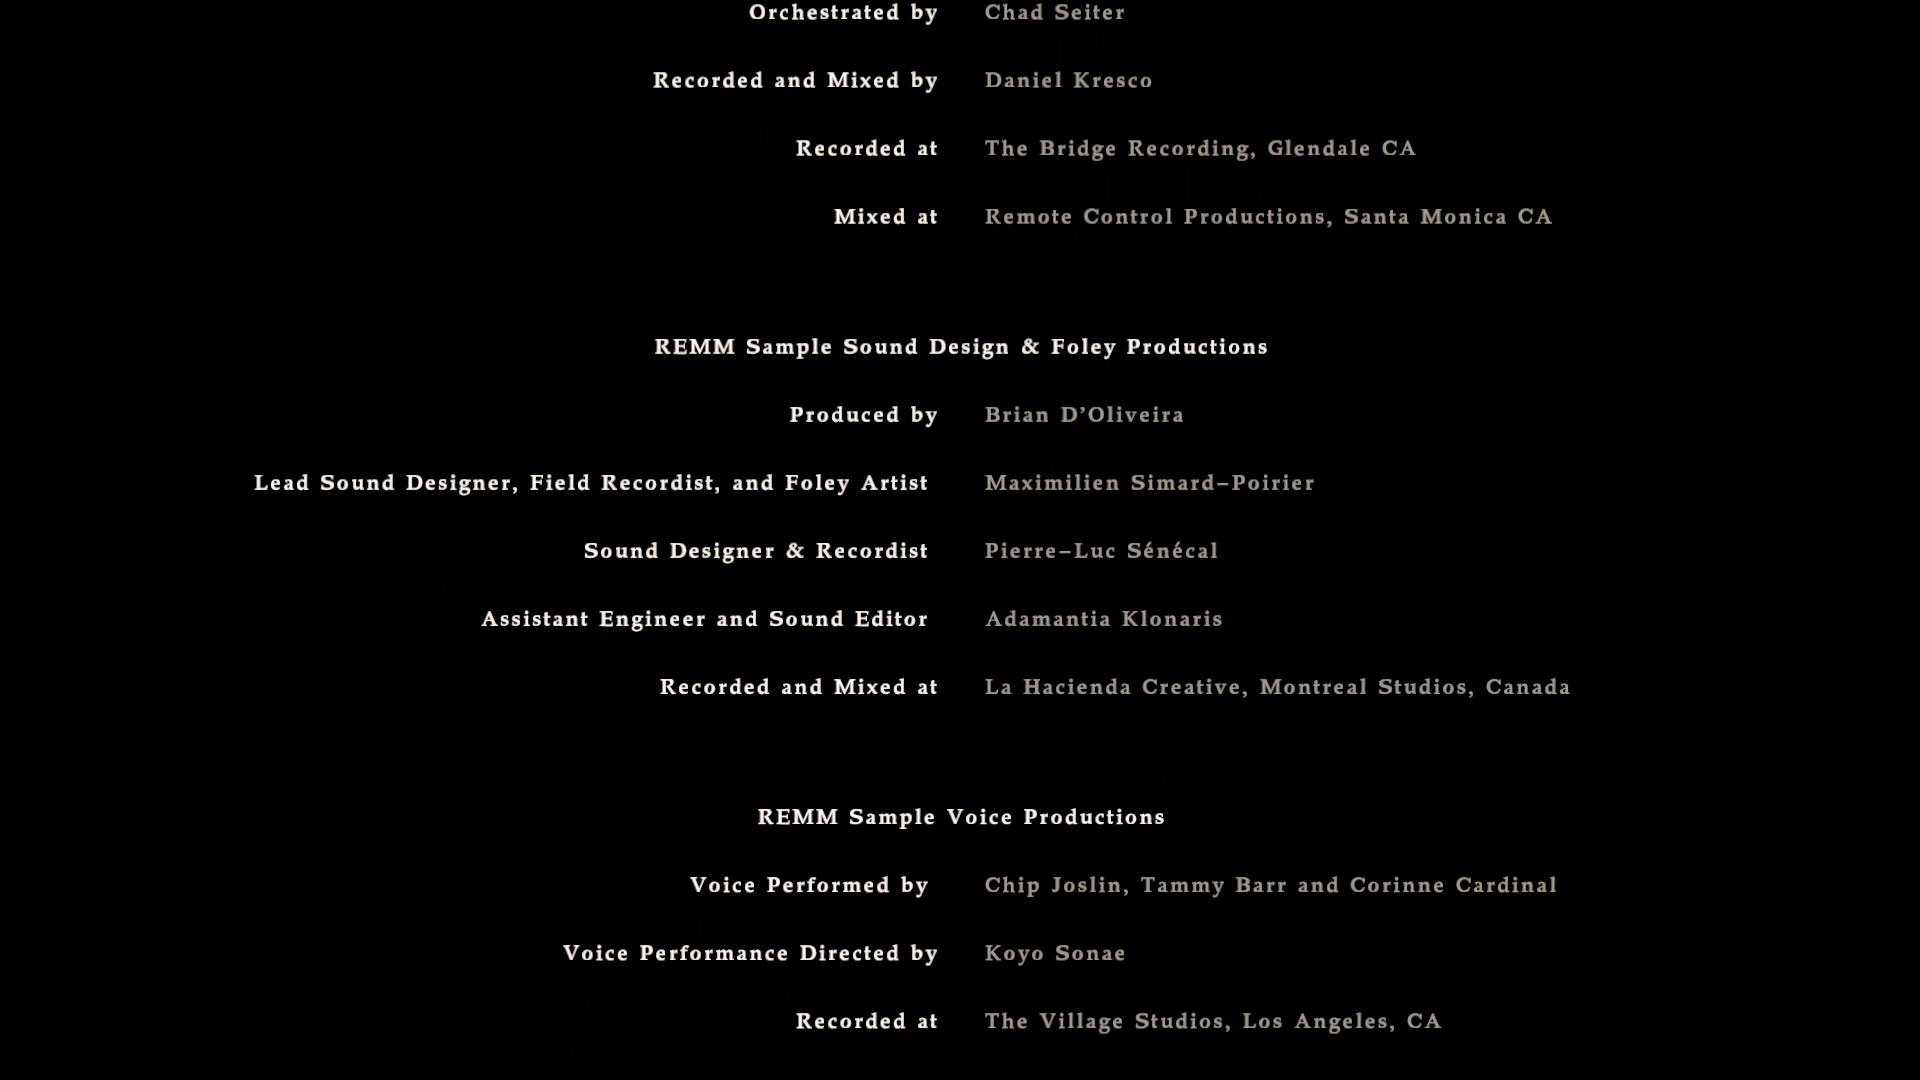 Orchestrated by Chad Seiter
Recorded and Mixed by Daniel Kresco
Recorded at The Bridge Recording, Glendale CA
Mixed at Remote Control Productions, Santa Monica CA
REMM Sample Sound Design & Foley Productions
Produced by Brian D’Oliveira
Lead Sound Designer, Field Recordist, and Foley Artist Maximilien Simard–Poirier
Sound Designer & Recordist Pierre–Luc Sénécal
Assistant Engineer and Sound Editor Adamantia Klonaris
Recorded and Mixed at La Hacienda Creative, Montreal Studios, Canada
REMM Sample Voice Productions
Voice Performed by Chip Joslin, Tammy Barr and Corinne Cardinal
Voice Performance Directed by Koyo Sonae
Recorded at The Village Studios, Los Angeles, CA